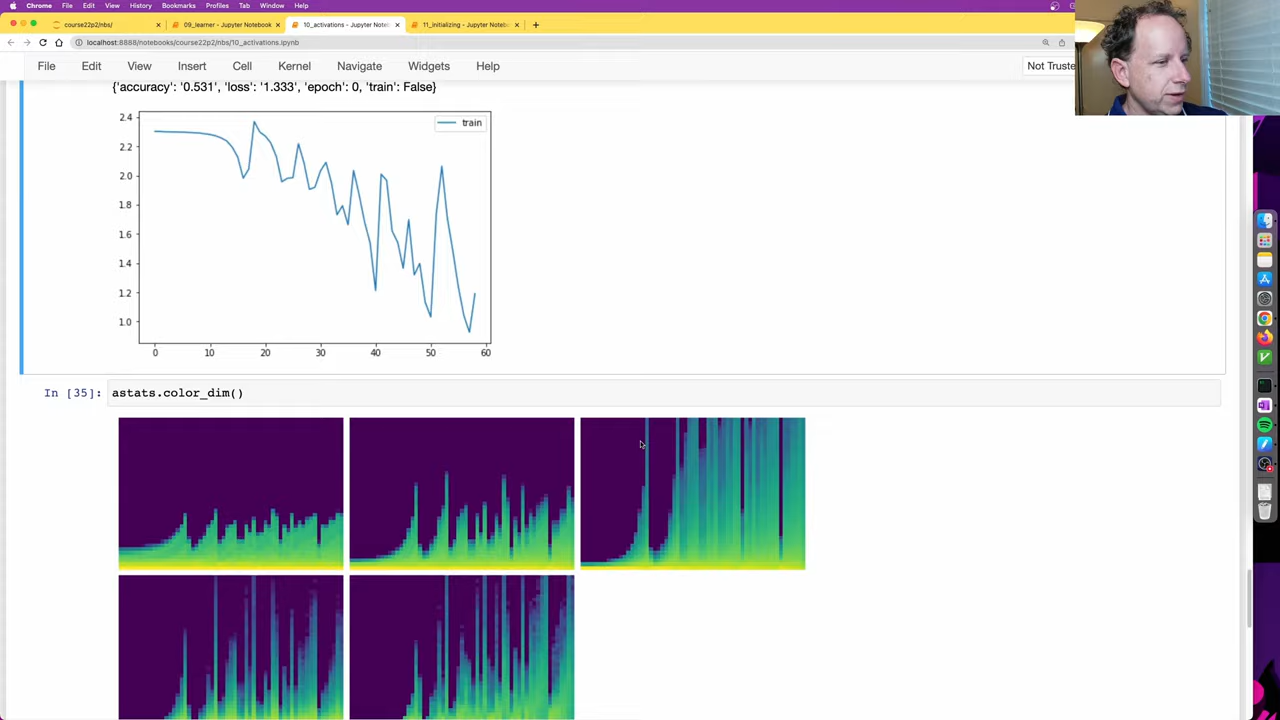 Chrome File Edit View History Bookmarks Profiles Tab Window Help
course22p2/nbs/ × 09_learner - Jupyter Notebook × 10_activations - Jupyter Note × 11_initializing - Jupyter Notebook × +
localhost:8888/notebooks/course22p2/nbs/10_activations.ipynb
File Edit View Insert Cell Kernel Navigate Widgets Help Not Truste
{'accuracy': '0.531', 'loss': '1.333', 'epoch': 0, 'train': False}
2.4
train
2.2
2.0
1.8
1.6
1.4
1.2
1.0
0 10 20 30 40 50 60
In [35]: astats.color_dim()